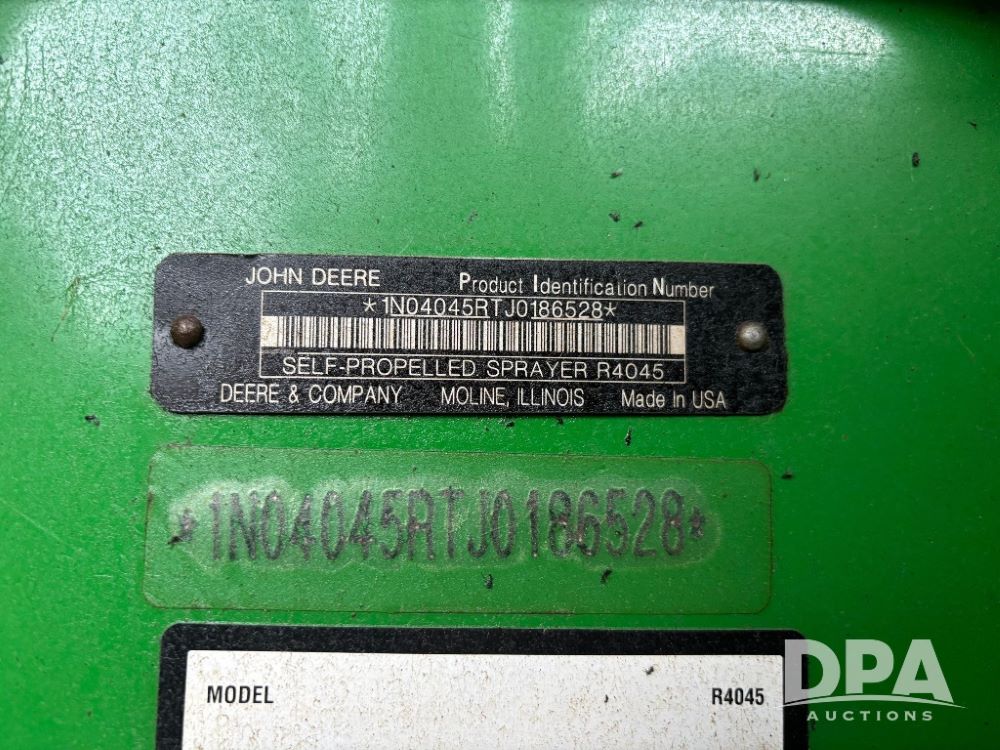 JOHN DEERE Product Identification Number
*1N04045RTJ0186528*
SELF-PROPELLED SPRAYER R4045
DEERE & COMPANY MOLINE, ILLINOIS Made In USA
*1N04045RTJ0186528*
MODEL R4045
DPA
AUCTIONS